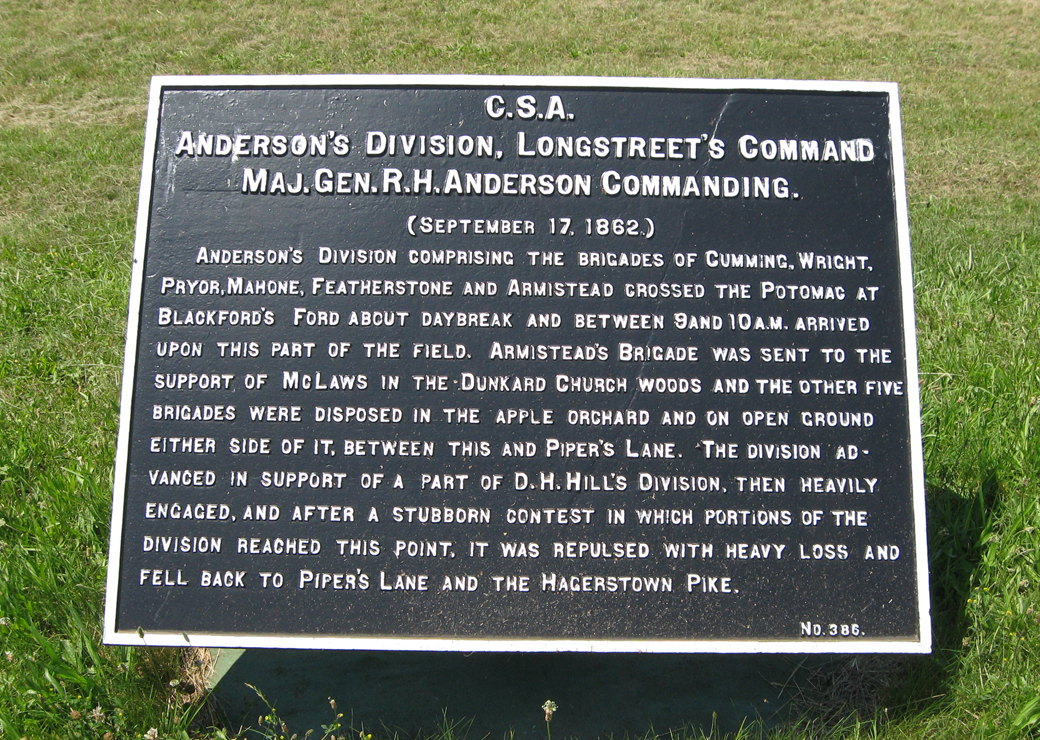 C.S.A.
ANDERSON'S DIVISION, LONGSTREET'S COMMAND
MAJ. GEN. R.H. ANDERSON COMMANDING.
(SEPTEMBER 17, 1862.)
ANDERSON'S DIVISION COMPRISING THE BRIGADES OF CUMMING, WRIGHT,
PRYOR, MAHONE, FEATHERSTONE AND ARMISTEAD CROSSED THE POTOMAC AT
BLACKFORD'S FORD ABOUT DAYBREAK AND BETWEEN 9 AND 10 A.M. ARRIVED
UPON THIS PART OF THE FIELD. ARMISTEAD'S BRIGADE WAS SENT TO THE
SUPPORT OF MCLAWS IN THE DUNKARD CHURCH WOODS AND THE OTHER FIVE
BRIGADES WERE DISPOSED IN THE APPLE ORCHARD AND ON OPEN GROUND
EITHER SIDE OF IT, BETWEEN THIS AND PIPER'S LANE. THE DIVISION AD-
VANCED IN SUPPORT OF A PART OF D.H. HILL'S DIVISION, THEN HEAVILY
ENGAGED, AND AFTER A STUBBORN CONTEST IN WHICH PORTIONS OF THE
DIVISION REACHED THIS POINT, IT WAS REPULSED WITH HEAVY LOSS AND
FELL BACK TO PIPER'S LANE AND THE HAGERSTOWN PIKE.
NO. 386.